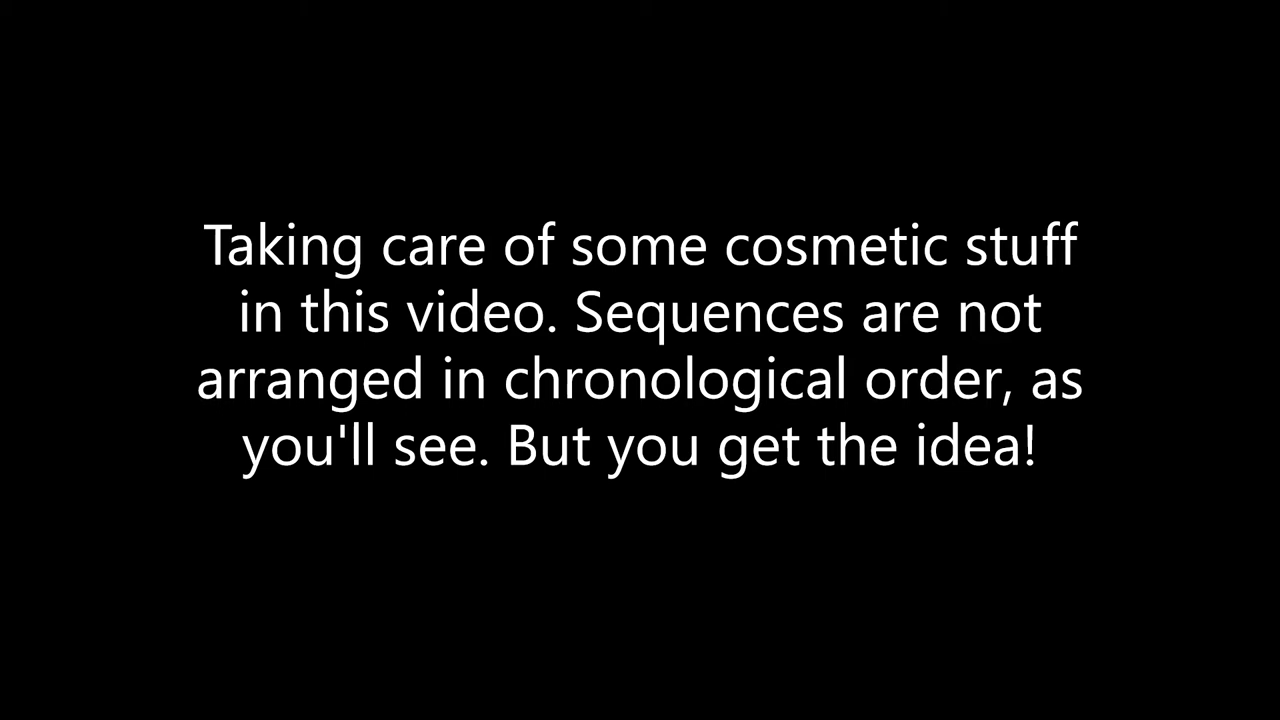 Taking care of some cosmetic stuff
in this video. Sequences are not
arranged in chronological order, as
you'll see. But you get the idea!